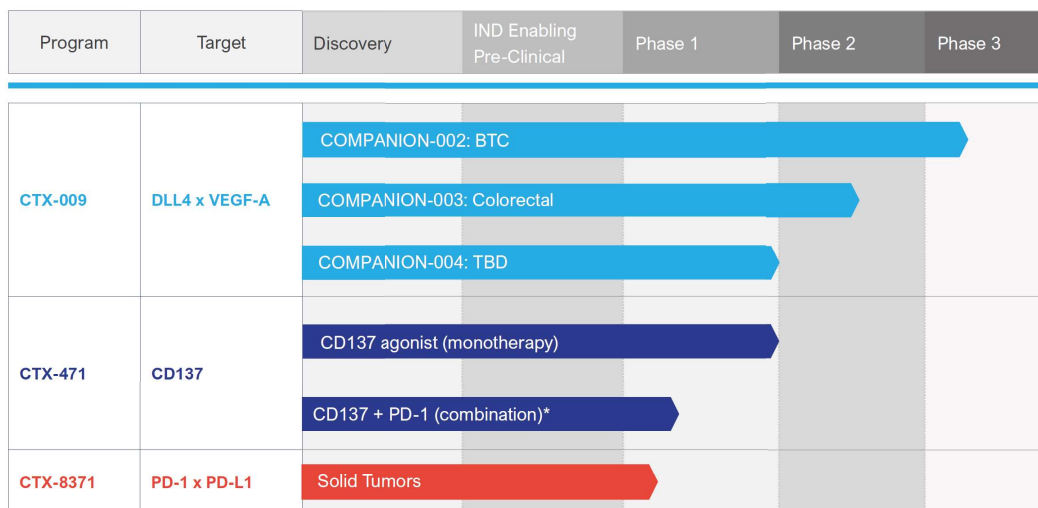 Program
Target
Discovery
IND Enabling
Pre-Clinical
Phase 1
Phase 2
Phase 3
CTX-009
DLL4 x VEGF-A
COMPANION-002: BTC
COMPANION-003: Colorectal
COMPANION-004: TBD
CTX-471
CD137
CD137 agonist (monotherapy)
CD137 + PD-1 (combination)*
CTX-8371
PD-1 x PD-L1
Solid Tumors